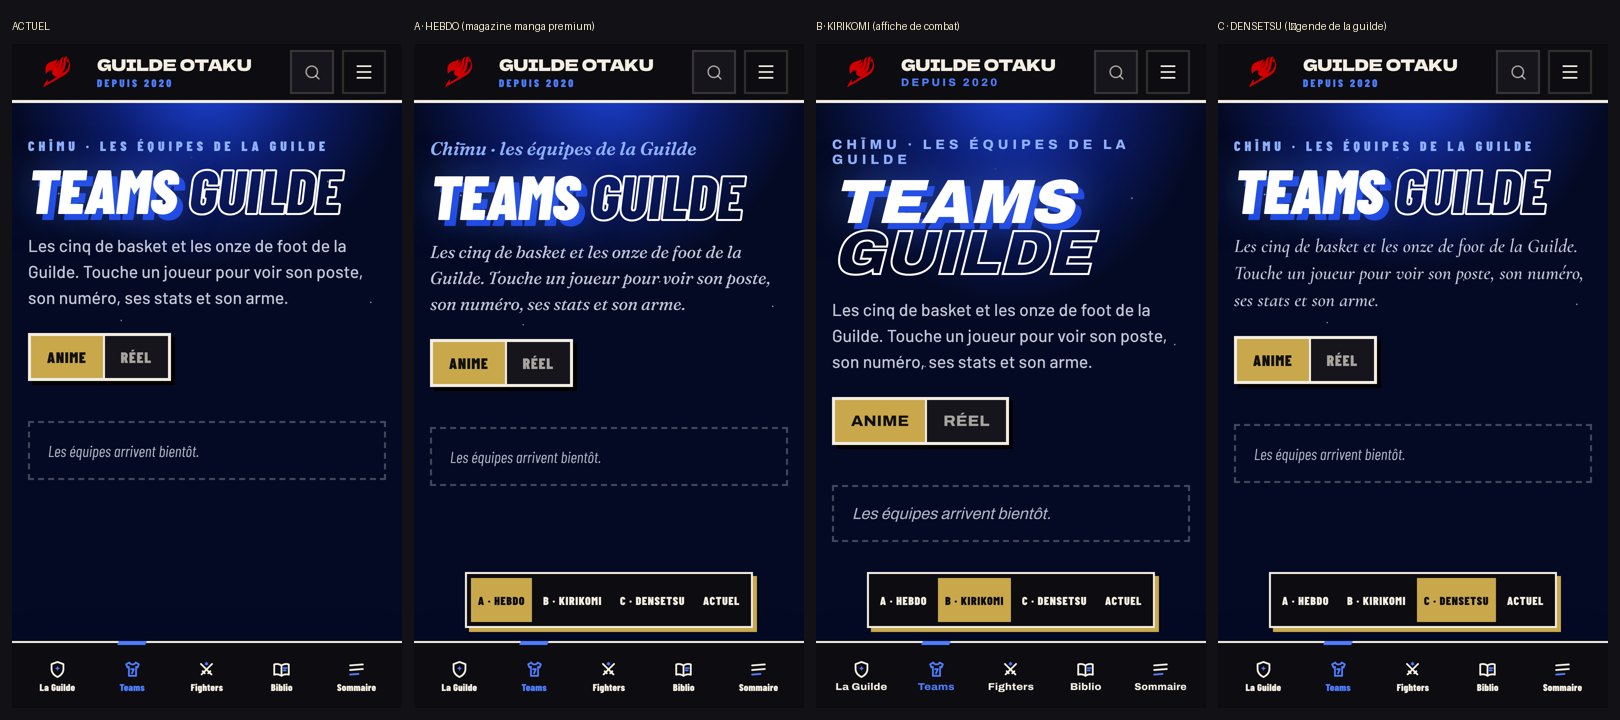 ACTUEL
GUILDE OTAKU
DEPUIS 2020
CHĪMU · LES ÉQUIPES DE LA GUILDE
TEAMS GUILDE
Les cinq de basket et les onze de foot de la
Guilde. Touche un joueur pour voir son poste,
son numéro, ses stats et son arme.
ANIME
RÉEL
Les équipes arrivent bientôt.
La Guilde
Teams
Fighters
Biblio
Sommaire
A · HEBDO (magazine manga premium)
GUILDE OTAKU
DEPUIS 2020
Chīmu · les équipes de la Guilde
TEAMS GUILDE
Les cinq de basket et les onze de foot de la
Guilde. Touche un joueur pour voir son poste,
son numéro, ses stats et son arme.
ANIME
RÉEL
Les équipes arrivent bientôt.
A · HEBDO
B · KIRIKOMI
C · DENSETSU
ACTUEL
La Guilde
Teams
Fighters
Biblio
Sommaire
B · KIRIKOMI (affiche de combat)
GUILDE OTAKU
DEPUIS 2020
CHĪMU · LES ÉQUIPES DE LA
GUILDE
TEAMS
GUILDE
Les cinq de basket et les onze de foot de la
Guilde. Touche un joueur pour voir son poste,
son numéro, ses stats et son arme.
ANIME
RÉEL
Les équipes arrivent bientôt.
A · HEBDO
B · KIRIKOMI
C · DENSETSU
ACTUEL
La Guilde
Teams
Fighters
Biblio
Sommaire
C · DENSETSU (l▯gende de la guilde)
GUILDE OTAKU
DEPUIS 2020
CHĪMU · LES ÉQUIPES DE LA GUILDE
TEAMS GUILDE
Les cinq de basket et les onze de foot de la Guilde.
Touche un joueur pour voir son poste, son numéro,
ses stats et son arme.
ANIME
RÉEL
Les équipes arrivent bientôt.
A · HEBDO
B · KIRIKOMI
C · DENSETSU
ACTUEL
La Guilde
Teams
Fighters
Biblio
Sommaire